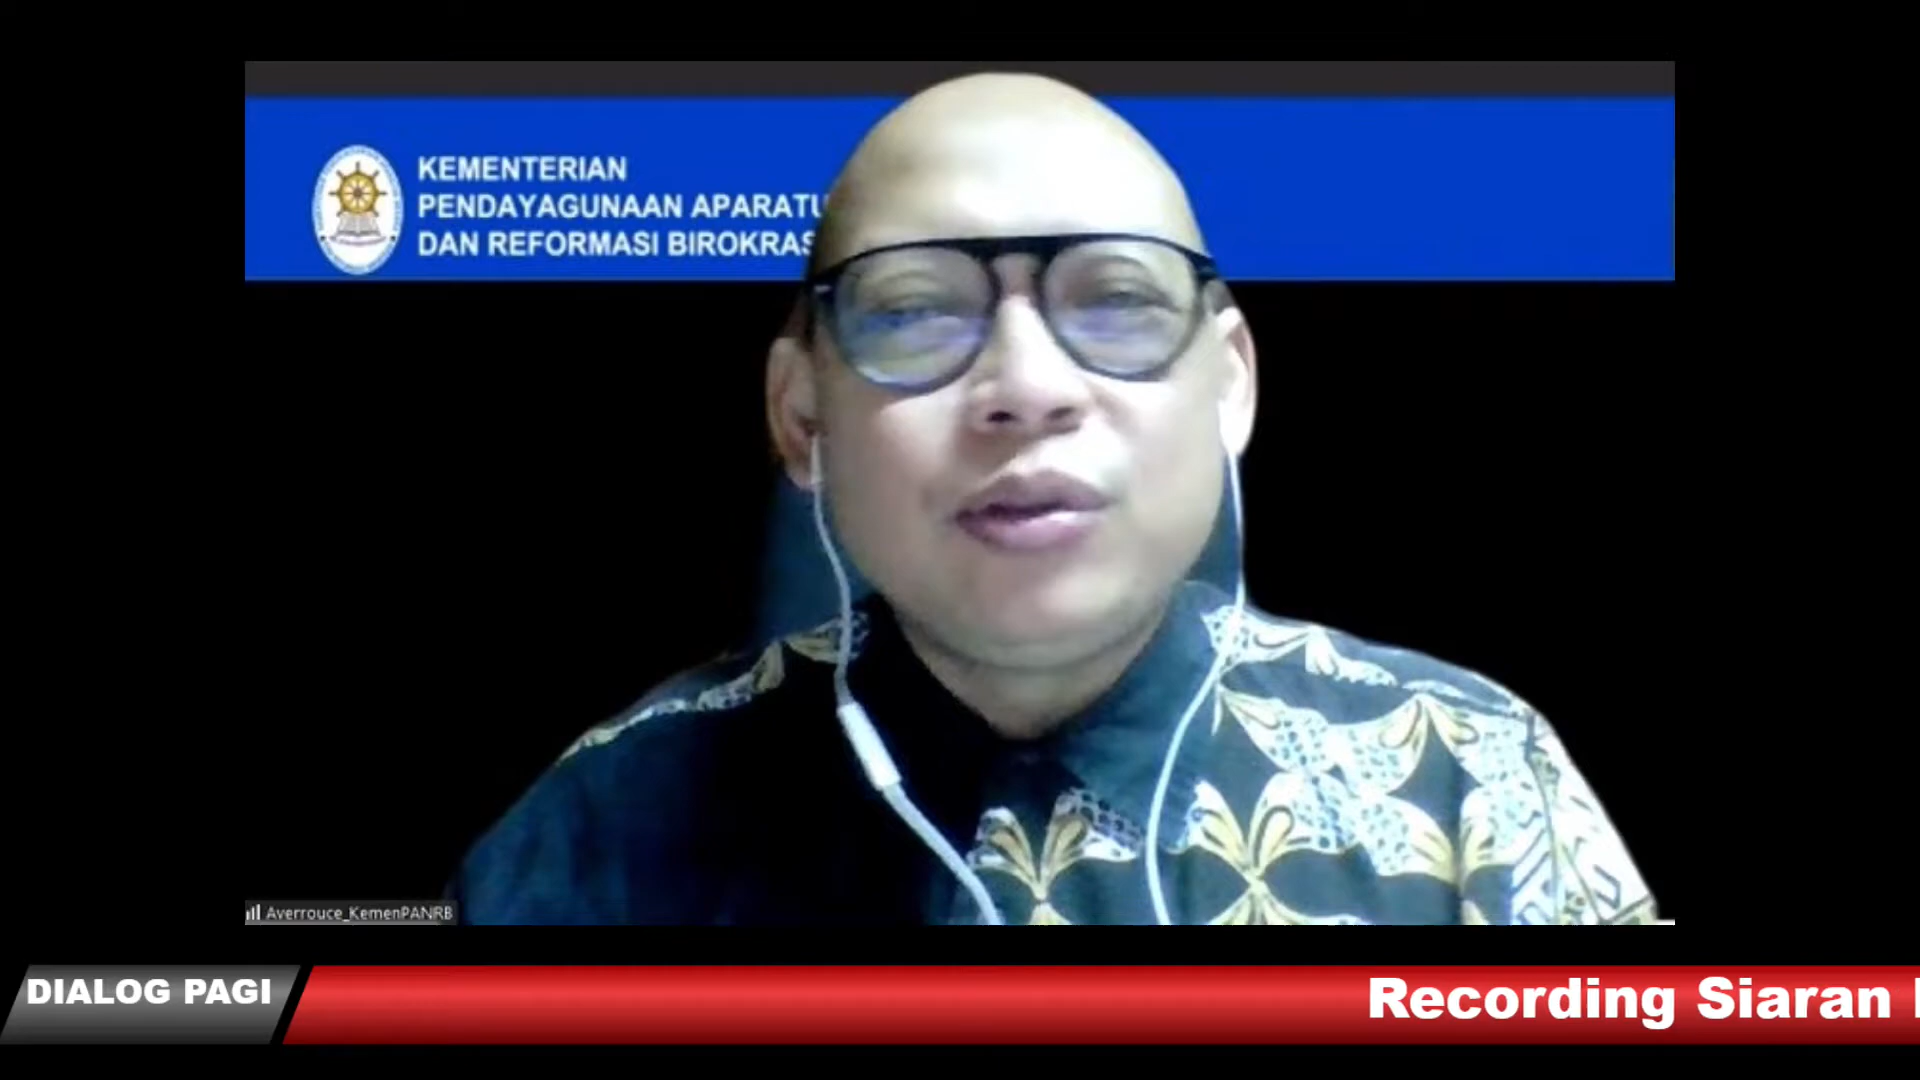 KEMENTERIAN
PENDAYAGUNAAN APARATU
DAN REFORMASI BIROKRAS
Averrouce_KemenPANRB
DIALOG PAGI
Recording Siaran